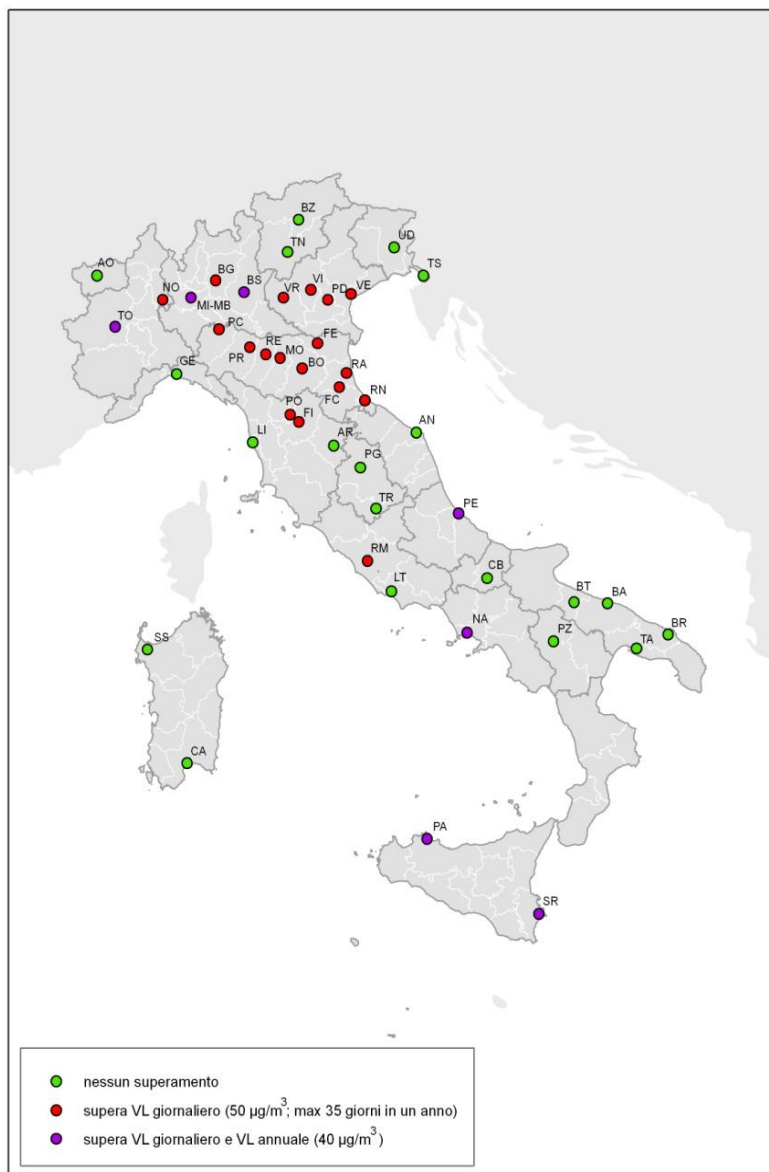 BZ
UD
TN
AO
TS
BG
BS
VI
VE
NO
VR
PD
MI-MB
TO
PC
FE
RE
MO
PR
GE
BO
RA
FC
RN
PO
FI
LI
AR
AN
PG
TR
PE
RM
LT
CB
BT
BA
NA
PZ
BR
TA
SS
CA
PA
SR
nessun superamento
supera VL giornaliero (50 µg/m³; max 35 giorni in un anno)
supera VL giornaliero e VL annuale (40 µg/m³)